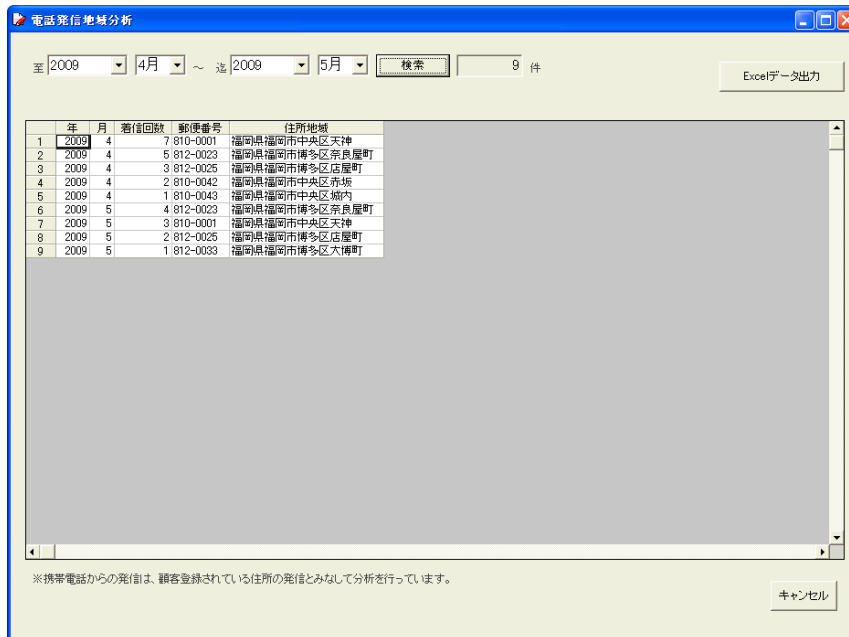 電話発信地域分析
至 2009 4月 ～ 迄 2009 5月 検索 9 件
Excelデータ出力
年 月 着信回数 郵便番号 住所地域
1 2009 4 7 810-0001 福岡県福岡市中央区天神
2 2009 4 5 812-0023 福岡県福岡市博多区奈良屋町
3 2009 4 3 812-0025 福岡県福岡市博多区店屋町
4 2009 4 2 810-0042 福岡県福岡市中央区赤坂
5 2009 4 1 810-0043 福岡県福岡市中央区城内
6 2009 5 4 812-0023 福岡県福岡市博多区奈良屋町
7 2009 5 3 810-0001 福岡県福岡市中央区天神
8 2009 5 2 812-0025 福岡県福岡市博多区店屋町
9 2009 5 1 812-0033 福岡県福岡市博多区大博町
※携帯電話からの発信は、顧客登録されている住所の発信とみなして分析を行っています。
キャンセル